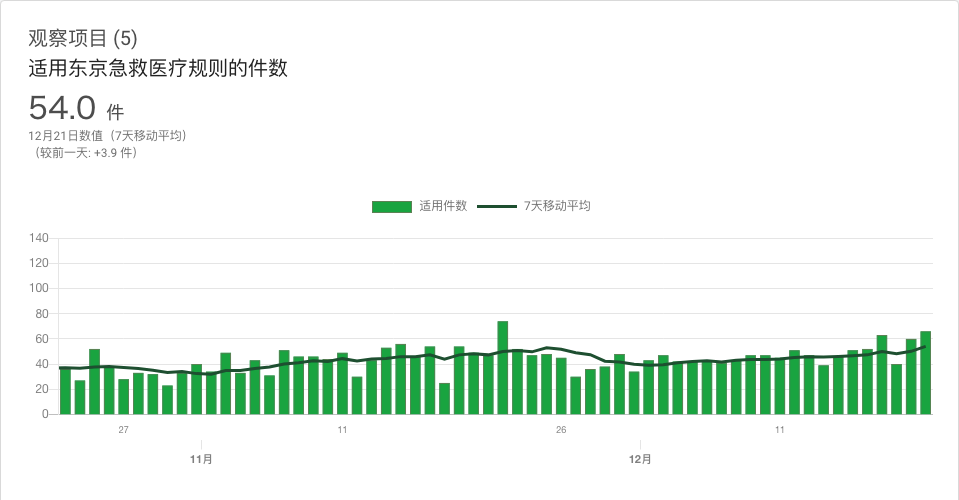 观察项目 (5)
适用东京急救医疗规则的件数
54.0 件
12月21日数值（7天移动平均）
（较前一天: +3.9 件）
适用件数 7天移动平均
140
120
100
80
60
40
20
0
27 11 26 11
11月 12月